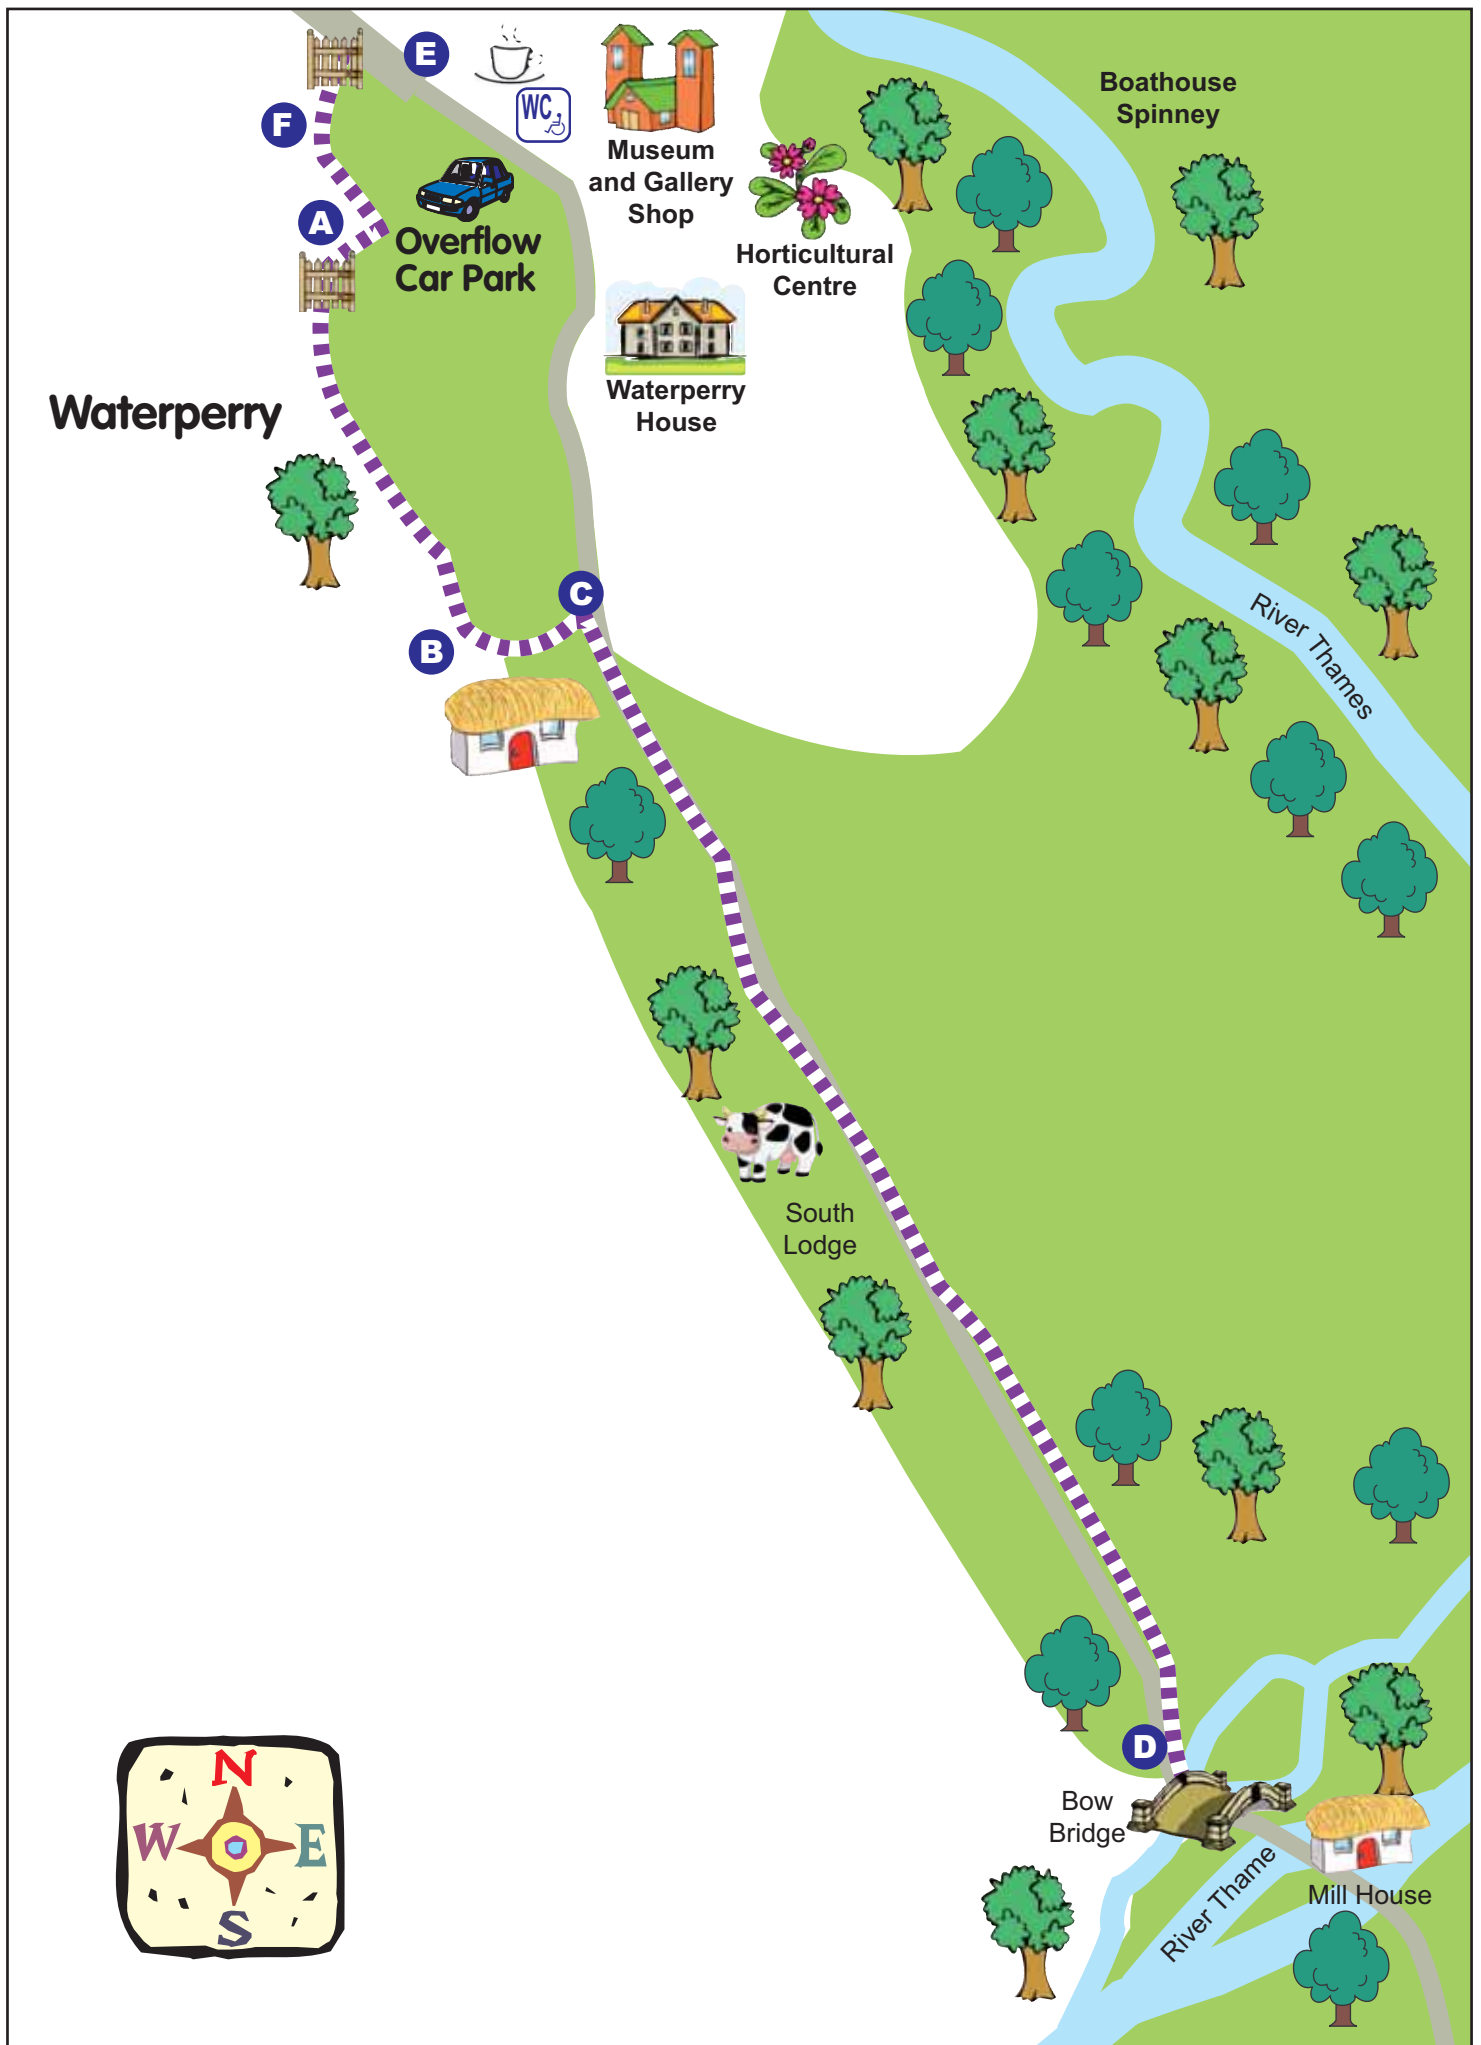 E
WC
F
A
Museum
and Gallery
Shop
Boathouse
Spinney
Overflow
Car Park
Horticultural
Centre
Waterperry
House
Waterperry
C
B
River Thames
South
Lodge
D
Bow
Bridge
River Thame
Mill House
N
W
E
S